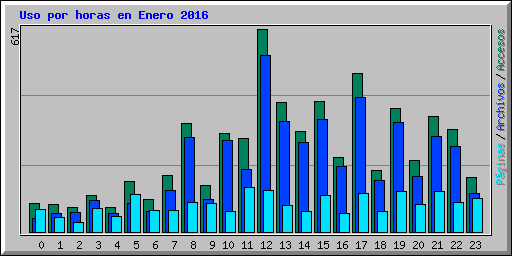 Uso por horas en Enero 2016
617
Páginas / Archivos / Accesos
0 1 2 3 4 5 6 7 8 9 10 11 12 13 14 15 16 17 18 19 20 21 22 23